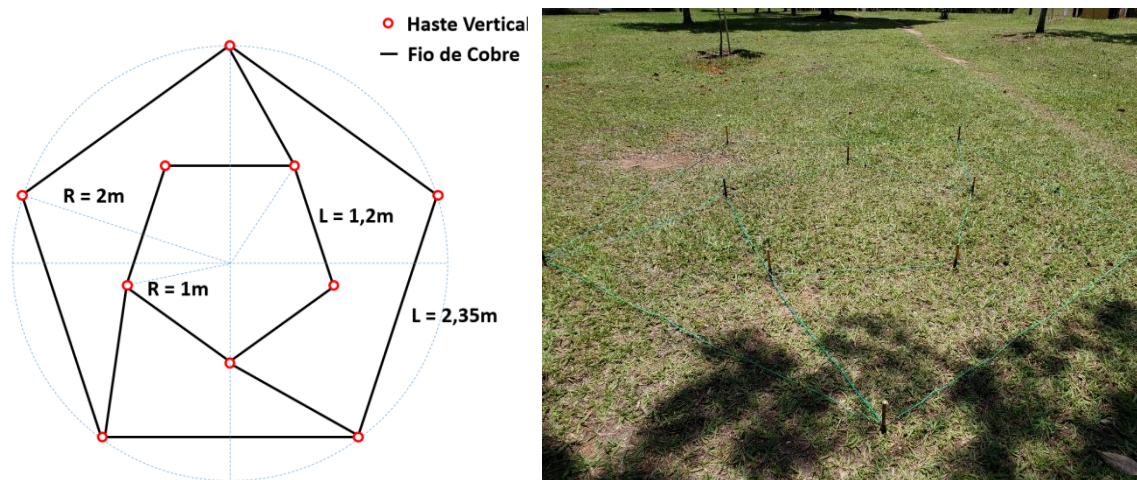 Haste Vertical
Fio de Cobre
R = 2m
L = 1,2m
R = 1m
L = 2,35m